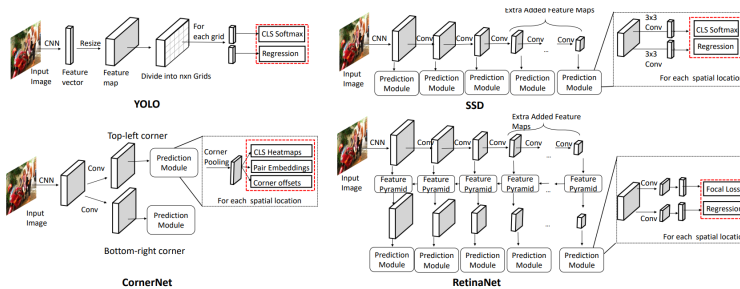 CNN
Resize
For
each grid
CLS Softmax
Regression
Input
Image
Feature
vector
Feature
map
Divide into nxn Grids
YOLO
Extra Added Feature Maps
CNN
Conv
Conv
Conv
Conv
Conv
...
Input
Image
Prediction
Module
Prediction
Module
Prediction
Module
Prediction
Module
...
Prediction
Module
3x3
Conv
3x3
Conv
CLS Softmax
Regression
For each spatial location
SSD
Top-left corner
CNN
Conv
Conv
Input
Image
Prediction
Module
Prediction
Module
Bottom-right corner
Corner
Pooling
CLS Heatmaps
Pair Embeddings
Corner offsets
For each spatial location
CornerNet
Extra Added Feature
Maps
CNN
Conv
Conv
Conv
Conv
Conv
...
Input
Image
Feature
Pyramid
Feature
Pyramid
Feature
Pyramid
Feature
Pyramid
...
Feature
Pyramid
...
Prediction
Module
Prediction
Module
Prediction
Module
Prediction
Module
...
Prediction
Module
Conv
Conv
Focal Loss
Regression
For each spatial location
RetinaNet